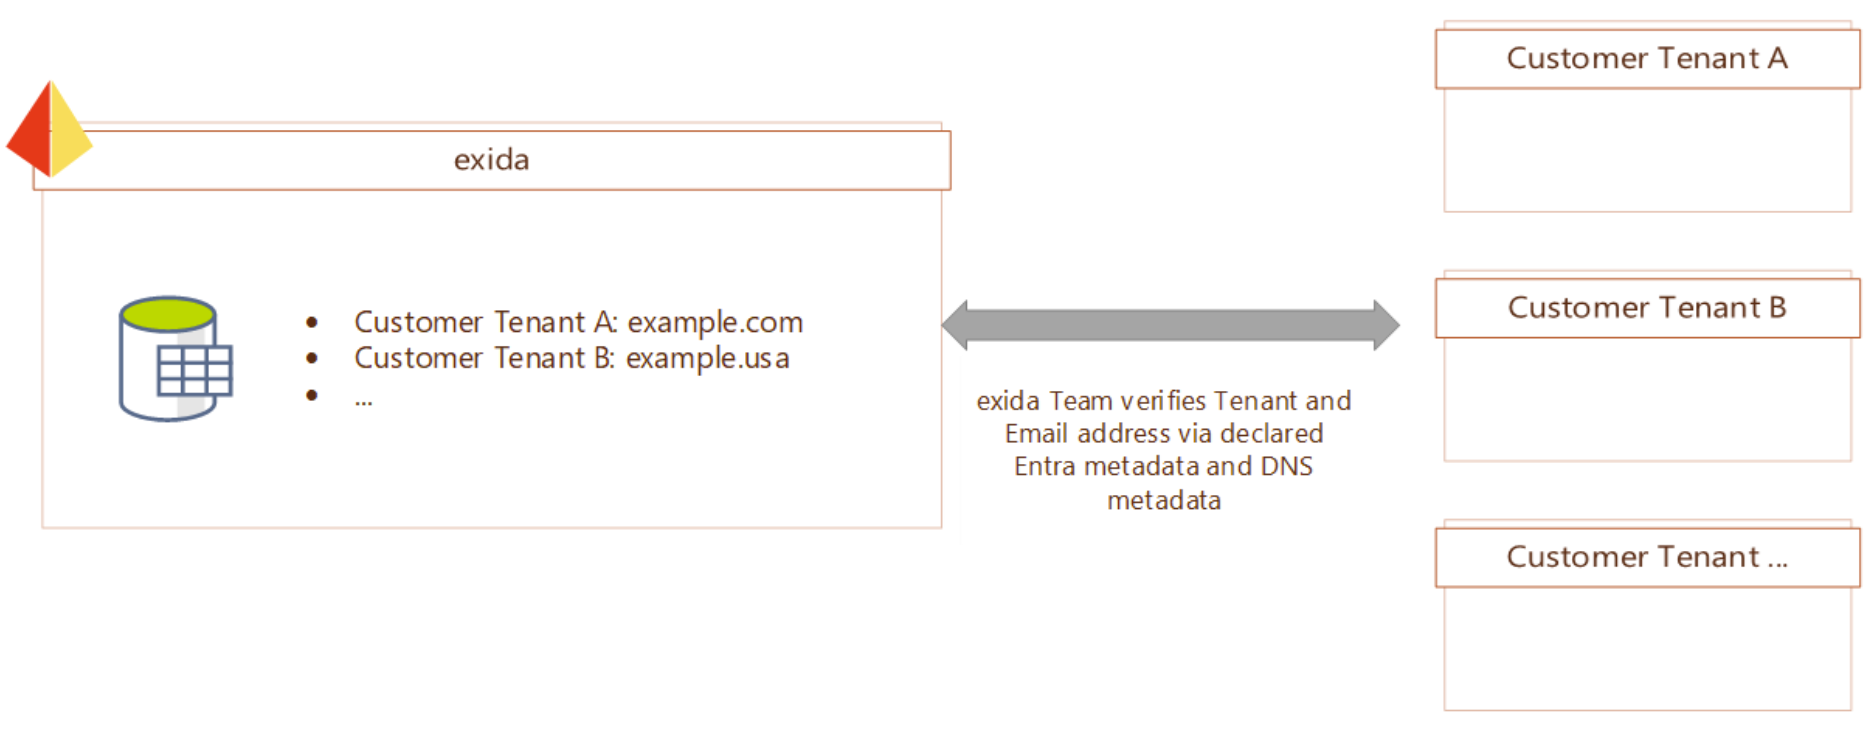 exida
• Customer Tenant A: example.com
• Customer Tenant B: example.usa
• ...
exida Team verifies Tenant and
Email address via declared
Entra metadata and DNS
metadata
Customer Tenant A
Customer Tenant B
Customer Tenant ...